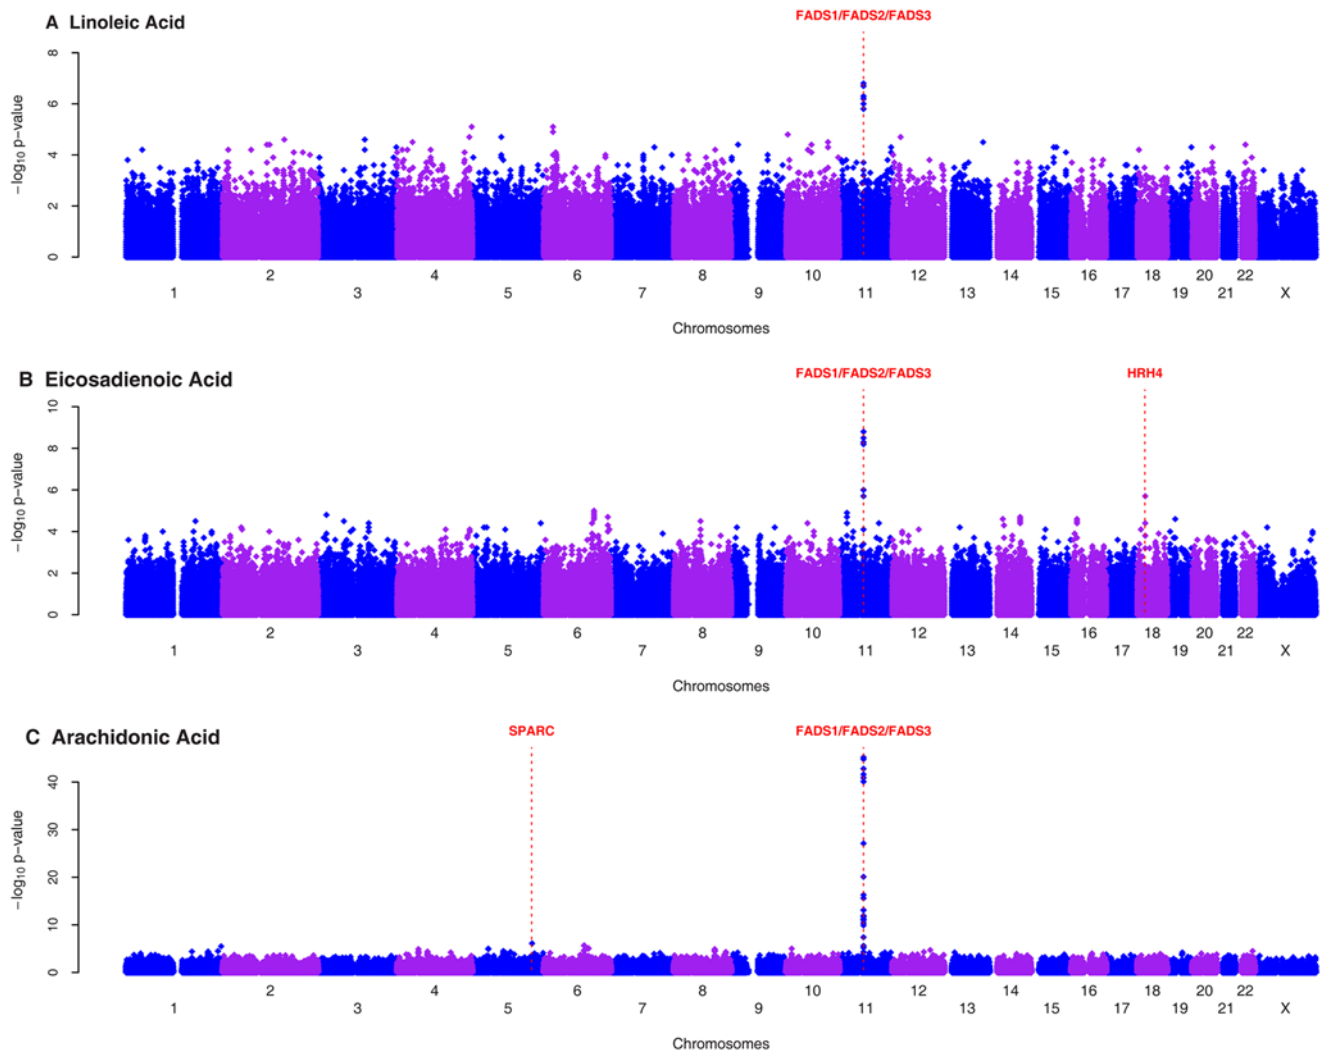 A Linoleic Acid
FADS1/FADS2/FADS3
−log10 p-value
8
6
4
2
0
2 4 6 8 10 12 14 16 18 20 22
1 3 5 7 9 11 13 15 17 19 21 X
Chromosomes
B Eicosadienoic Acid
FADS1/FADS2/FADS3 HRH4
−log10 p-value
10
8
6
4
2
0
2 4 6 8 10 12 14 16 18 20 22
1 3 5 7 9 11 13 15 17 19 21 X
Chromosomes
C Arachidonic Acid
SPARC FADS1/FADS2/FADS3
−log10 p-value
40
30
20
10
0
2 4 6 8 10 12 14 16 18 20 22
1 3 5 7 9 11 13 15 17 19 21 X
Chromosomes